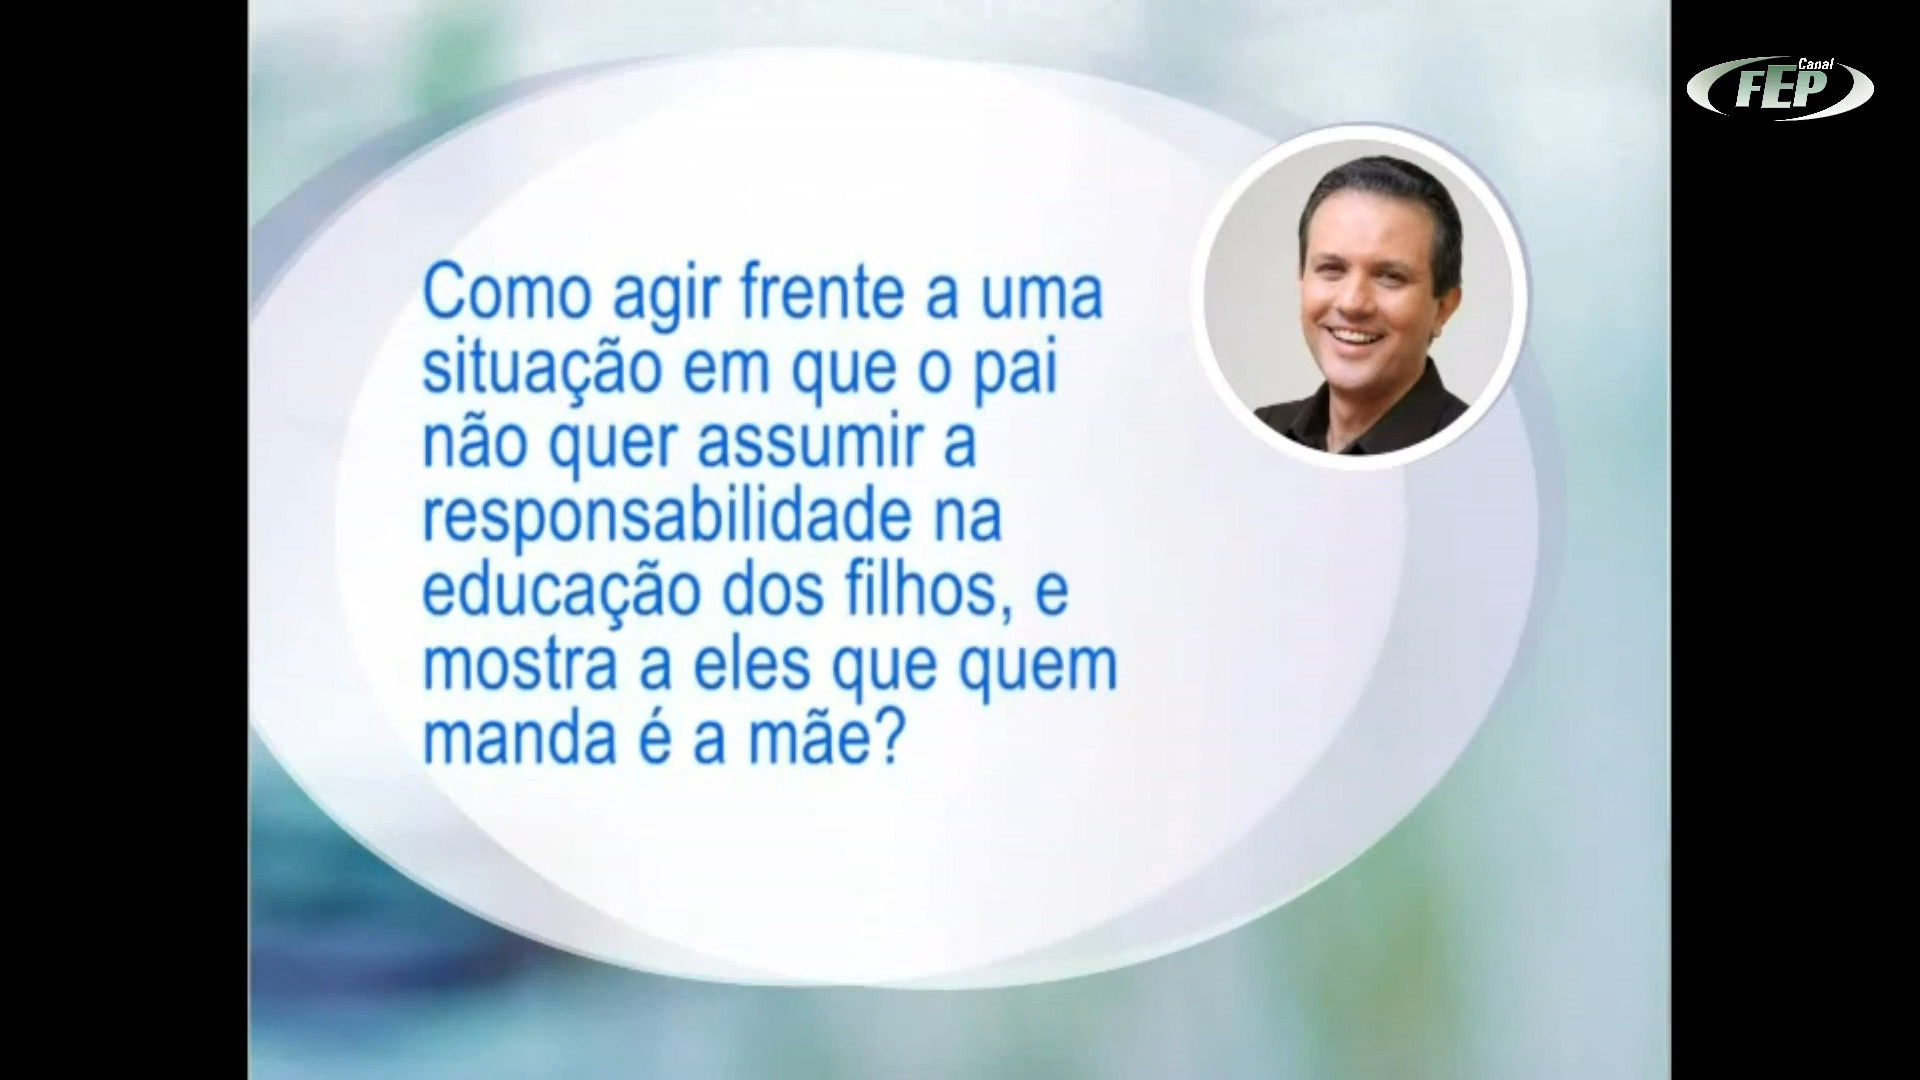 Canal
FEP
Como agir frente a uma
situação em que o pai
não quer assumir a
responsabilidade na
educação dos filhos, e
mostra a eles que quem
manda é a mãe?